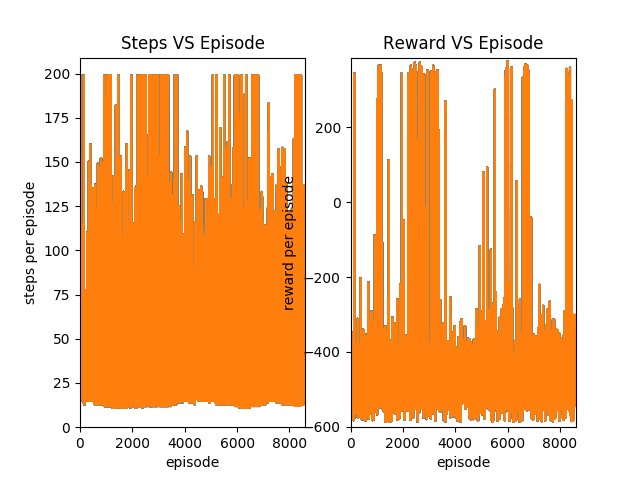 Steps VS Episode
steps per episode
200
175
150
125
100
75
50
25
0
0 2000 4000 6000 8000
episode
Reward VS Episode
reward per episode
200
0
−200
−400
−600
0 2000 4000 6000 8000
episode